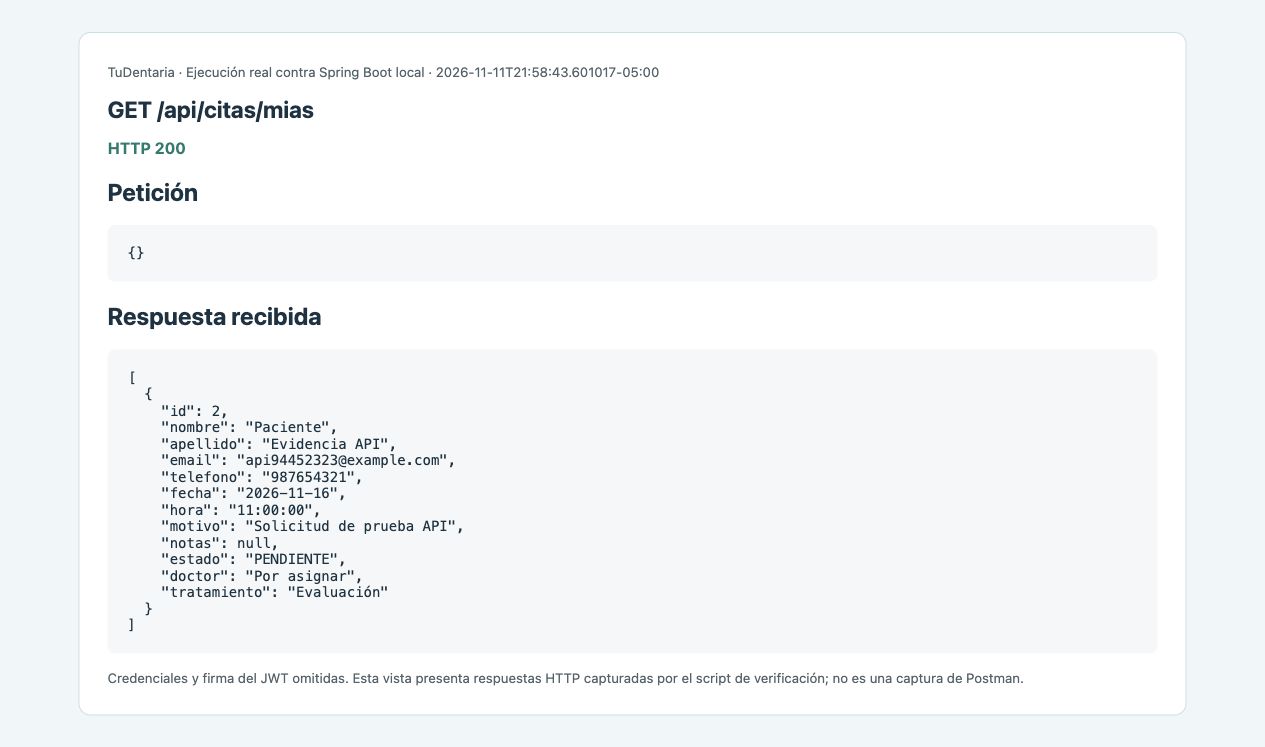 TuDentaria · Ejecución real contra Spring Boot local · 2026-11-11T21:58:43.601017-05:00
GET /api/citas/mias
HTTP 200
Petición
{}
Respuesta recibida
[
  {
    "id": 2,
    "nombre": "Paciente",
    "apellido": "Evidencia API",
    "email": "api94452323@example.com",
    "telefono": "987654321",
    "fecha": "2026-11-16",
    "hora": "11:00:00",
    "motivo": "Solicitud de prueba API",
    "notas": null,
    "estado": "PENDIENTE",
    "doctor": "Por asignar",
    "tratamiento": "Evaluación"
  }
]
Credenciales y firma del JWT omitidas. Esta vista presenta respuestas HTTP capturadas por el script de verificación; no es una captura de Postman.